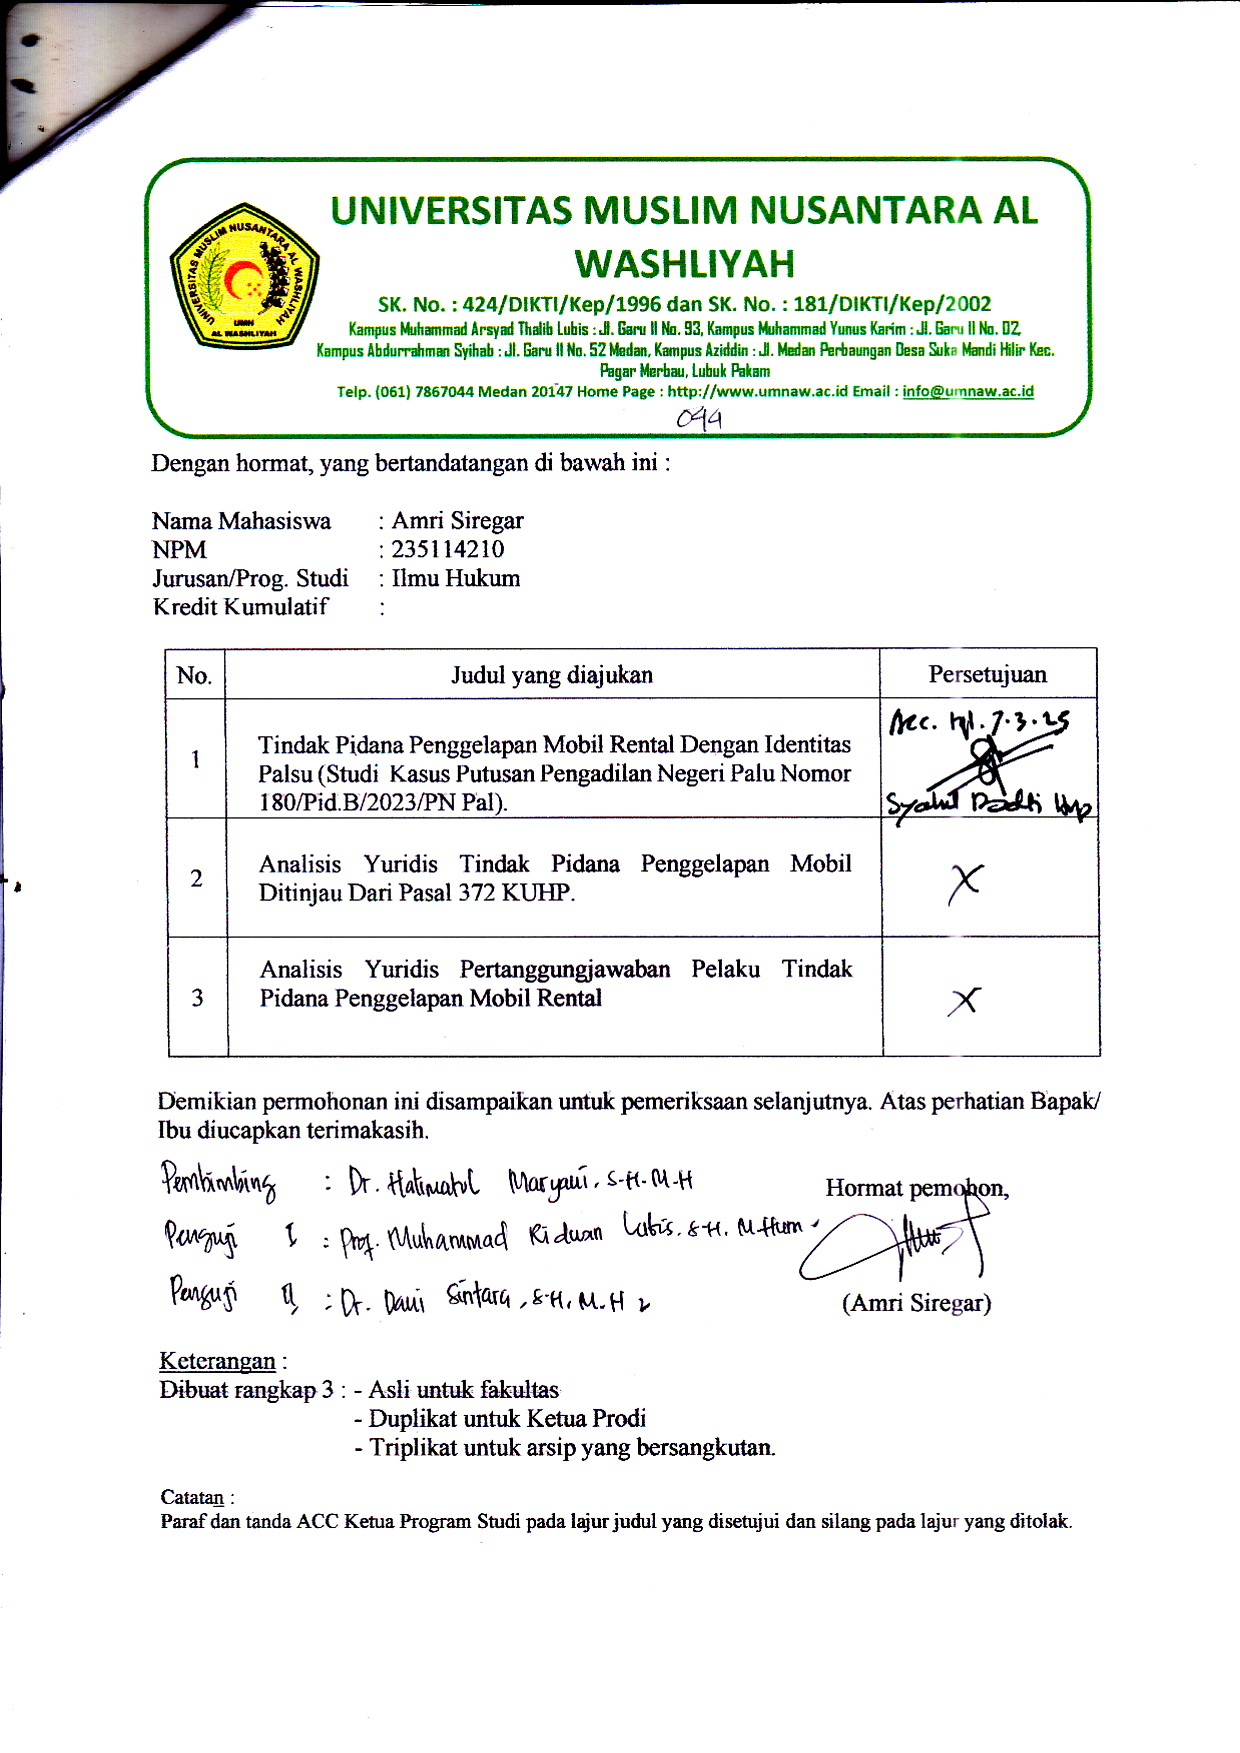 UNIVERSITAS MUSLIM NUSANTARA AL WASHLIYAH
UMN
AL WASHLIYAH
UNIVERSITAS MUSLIM NUSANTARA AL
WASHLIYAH
SK. No. : 424/DIKTI/Kep/1996 dan SK. No. : 181/DIKTI/Kep/2002
Kampus Muhammad Arsyad Thalib Lubis : Jl. Garu II No. 93, Kampus Muhammad Yunus Karim : Jl. Garu II No. 02,
Kampus Abdurrahman Syihab : Jl. Garu II No. 52 Medan, Kampus Aziddin : Jl. Medan Perbaungan Desa Suka Mandi Hilir Kec.
Pagar Merbau, Lubuk Pakam
Telp. (061) 7867044 Medan 20147 Home Page : http://www.umnaw.ac.id Email : info@umnaw.ac.id
Dengan hormat, yang bertandatangan di bawah ini :
Nama Mahasiswa : Amri Siregar
NPM : 235114210
Jurusan/Prog. Studi : Ilmu Hukum
Kredit Kumulatif :
No. Judul yang diajukan Persetujuan
Acc. tgl. 7.3.25
1 Tindak Pidana Penggelapan Mobil Rental Dengan Identitas
Palsu (Studi Kasus Putusan Pengadilan Negeri Palu Nomor
180/Pid.B/2023/PN Pal).
2 Analisis Yuridis Tindak Pidana Penggelapan Mobil
Ditinjau Dari Pasal 372 KUHP. X
3 Analisis Yuridis Pertanggungjawaban Pelaku Tindak
Pidana Penggelapan Mobil Rental X
Demikian permohonan ini disampaikan untuk pemeriksaan selanjutnya. Atas perhatian Bapak/
Ibu diucapkan terimakasih.
Pembimbing : Dr. Halimatul Maryani, S.H. M.H
Hormat pemohon,
Penguji I : Prof. Muhammad Riduan Lubis. S.H. M.Hum
Penguji II : Dr. Dani Sintara, S.H, M.H
(Amri Siregar)
Keterangan :
Dibuat rangkap 3 : - Asli untuk fakultas
- Duplikat untuk Ketua Prodi
- Triplikat untuk arsip yang bersangkutan.
Catatan :
Paraf dan tanda ACC Ketua Program Studi pada lajur judul yang disetujui dan silang pada lajur yang ditolak.